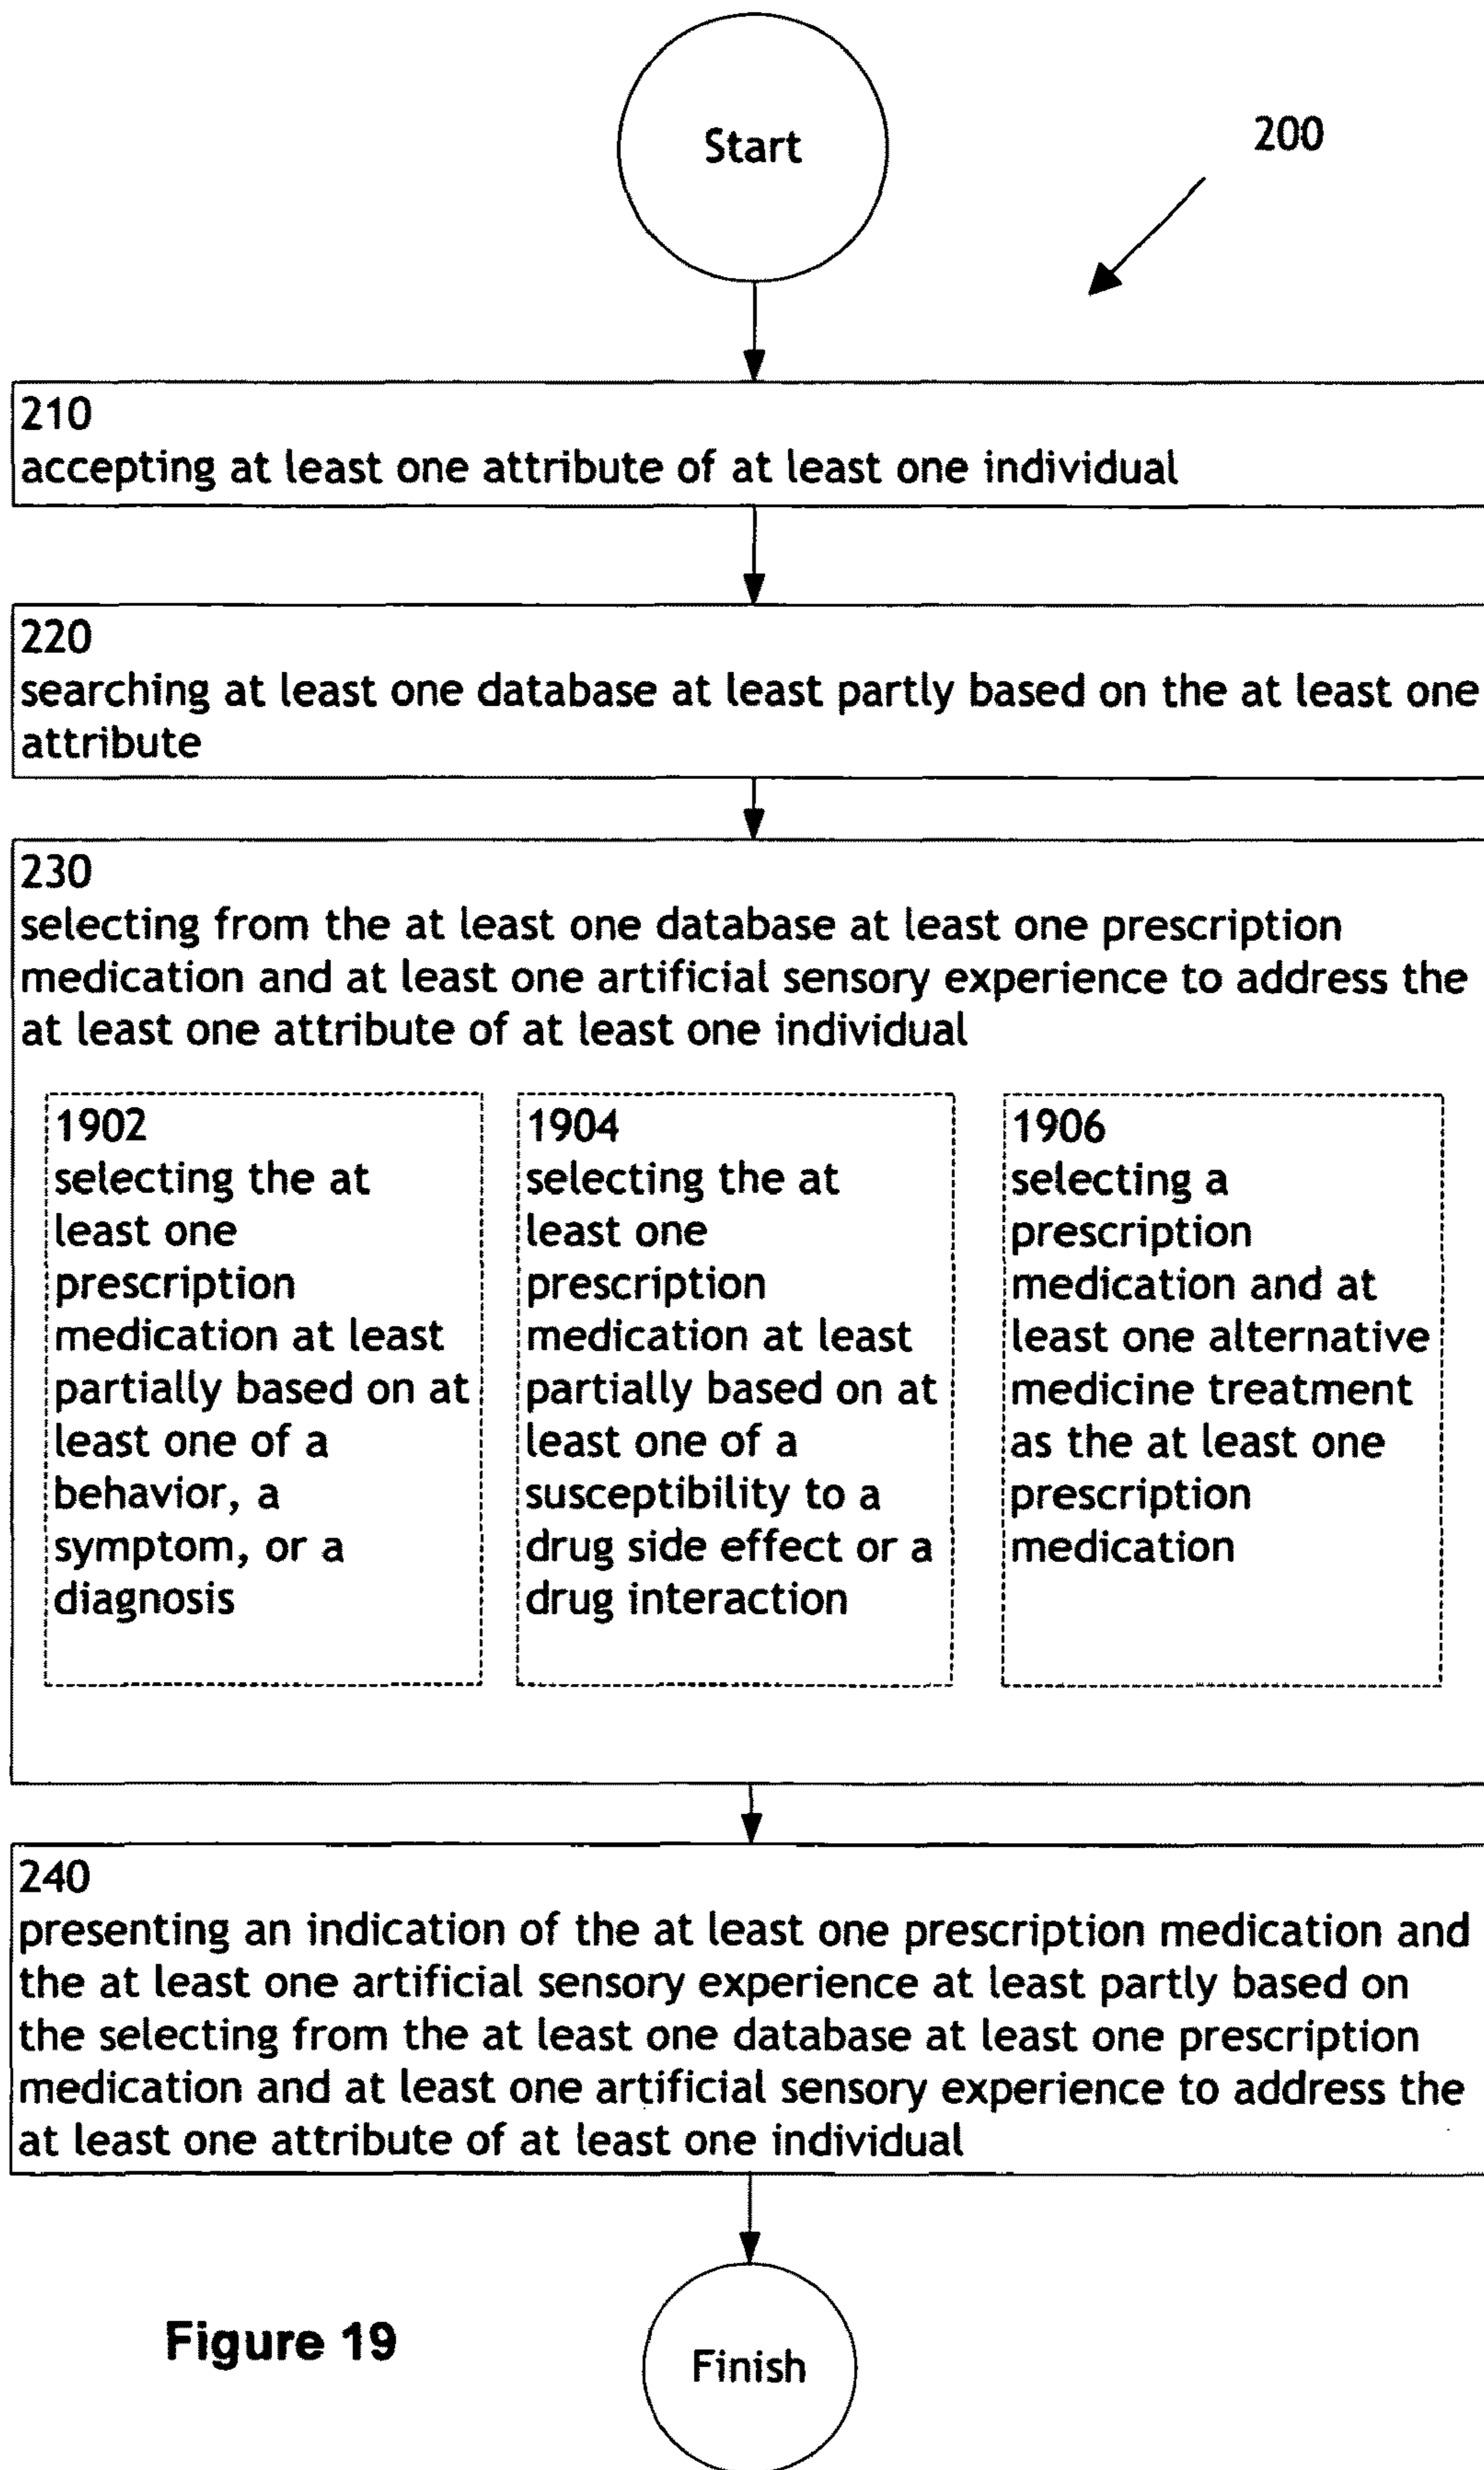 Start
200
210
accepting at least one attribute of at least one individual
220
searching at least one database at least partly based on the at least one
attribute
230
selecting from the at least one database at least one prescription
medication and at least one artificial sensory experience to address the
at least one attribute of at least one individual
1902
selecting the at
least one
prescription
medication at least
partially based on at
least one of a
behavior, a
symptom, or a
diagnosis
1904
selecting the at
least one
prescription
medication at least
partially based on at
least one of a
susceptibility to a
drug side effect or a
drug interaction
1906
selecting a
prescription
medication and at
least one alternative
medicine treatment
as the at least one
prescription
medication
240
presenting an indication of the at least one prescription medication and
the at least one artificial sensory experience at least partly based on
the selecting from the at least one database at least one prescription
medication and at least one artificial sensory experience to address the
at least one attribute of at least one individual
Figure 19
Finish